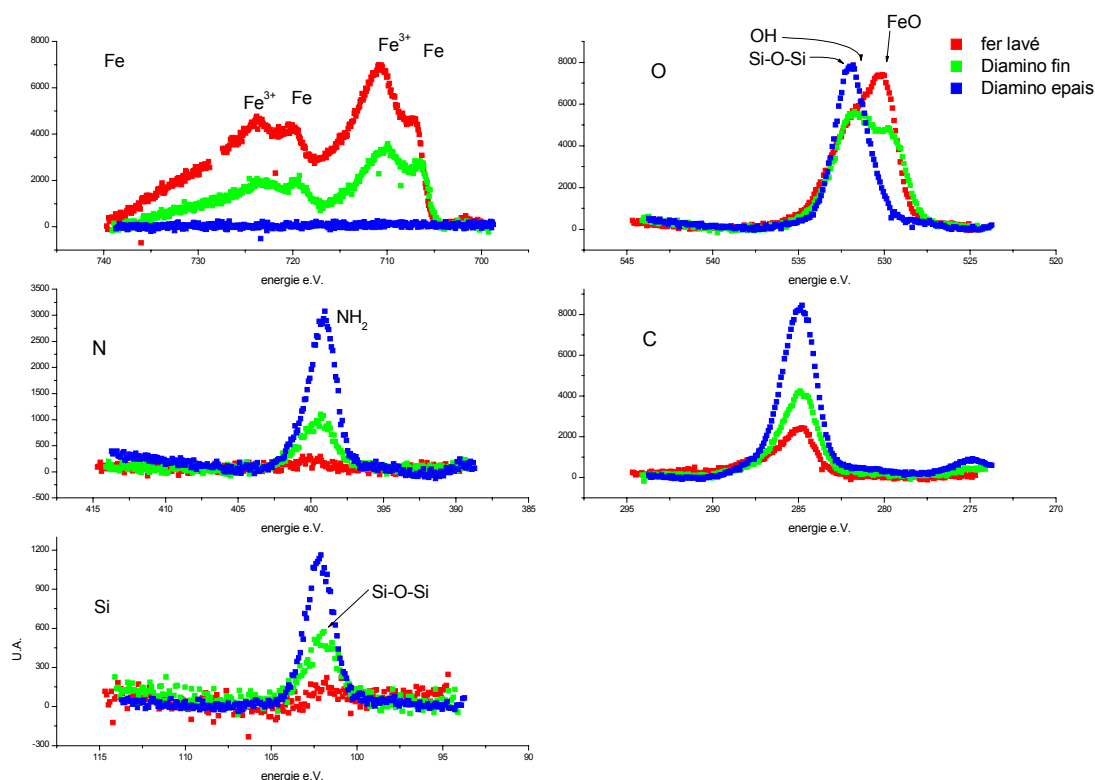 Fe
Fe3+
Fe
Fe3+
Fe
8000
6000
4000
2000
0
740
730
720
710
700
energie e.V.
O
OH
Si-O-Si
FeO
8000
6000
4000
2000
0
545
540
535
530
525
520
energie e.V.
fer lavé
Diamino fin
Diamino epais
N
NH2
3500
3000
2500
2000
1500
1000
500
0
-500
415
410
405
400
395
390
385
energie e.V.
C
8000
6000
4000
2000
0
295
290
285
280
275
270
energie e.V.
Si
Si-O-Si
U.A.
1200
900
600
300
0
-300
115
110
105
100
95
90
energie e.V.